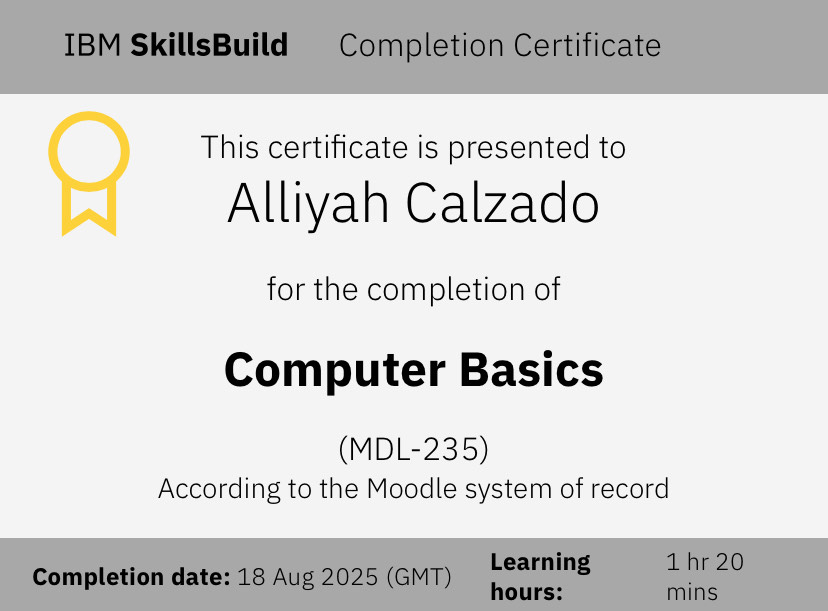 IBM SkillsBuild Completion Certificate
This certificate is presented to
Alliyah Calzado
for the completion of
Computer Basics
(MDL-235)
According to the Moodle system of record
Completion date: 18 Aug 2025 (GMT)
Learning hours:
1 hr 20 mins